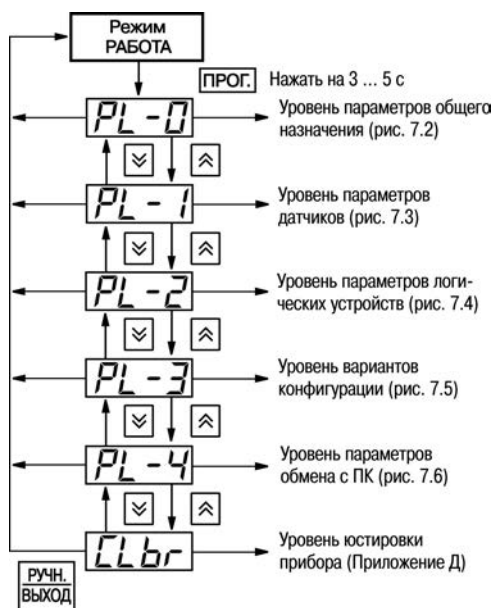 Режим
РАБОТА
ПРОГ. Нажать на 3 ... 5 с
PL-0 Уровень параметров общего
назначения (рис. 7.2)
PL-1 Уровень параметров
датчиков (рис. 7.3)
PL-2 Уровень параметров логи-
ческих устройств (рис. 7.4)
PL-3 Уровень вариантов
конфигурации (рис. 7.5)
PL-4 Уровень параметров
обмена с ПК (рис. 7.6)
CLbr Уровень юстировки
прибора (Приложение Д)
РУЧН.
ВЫХОД